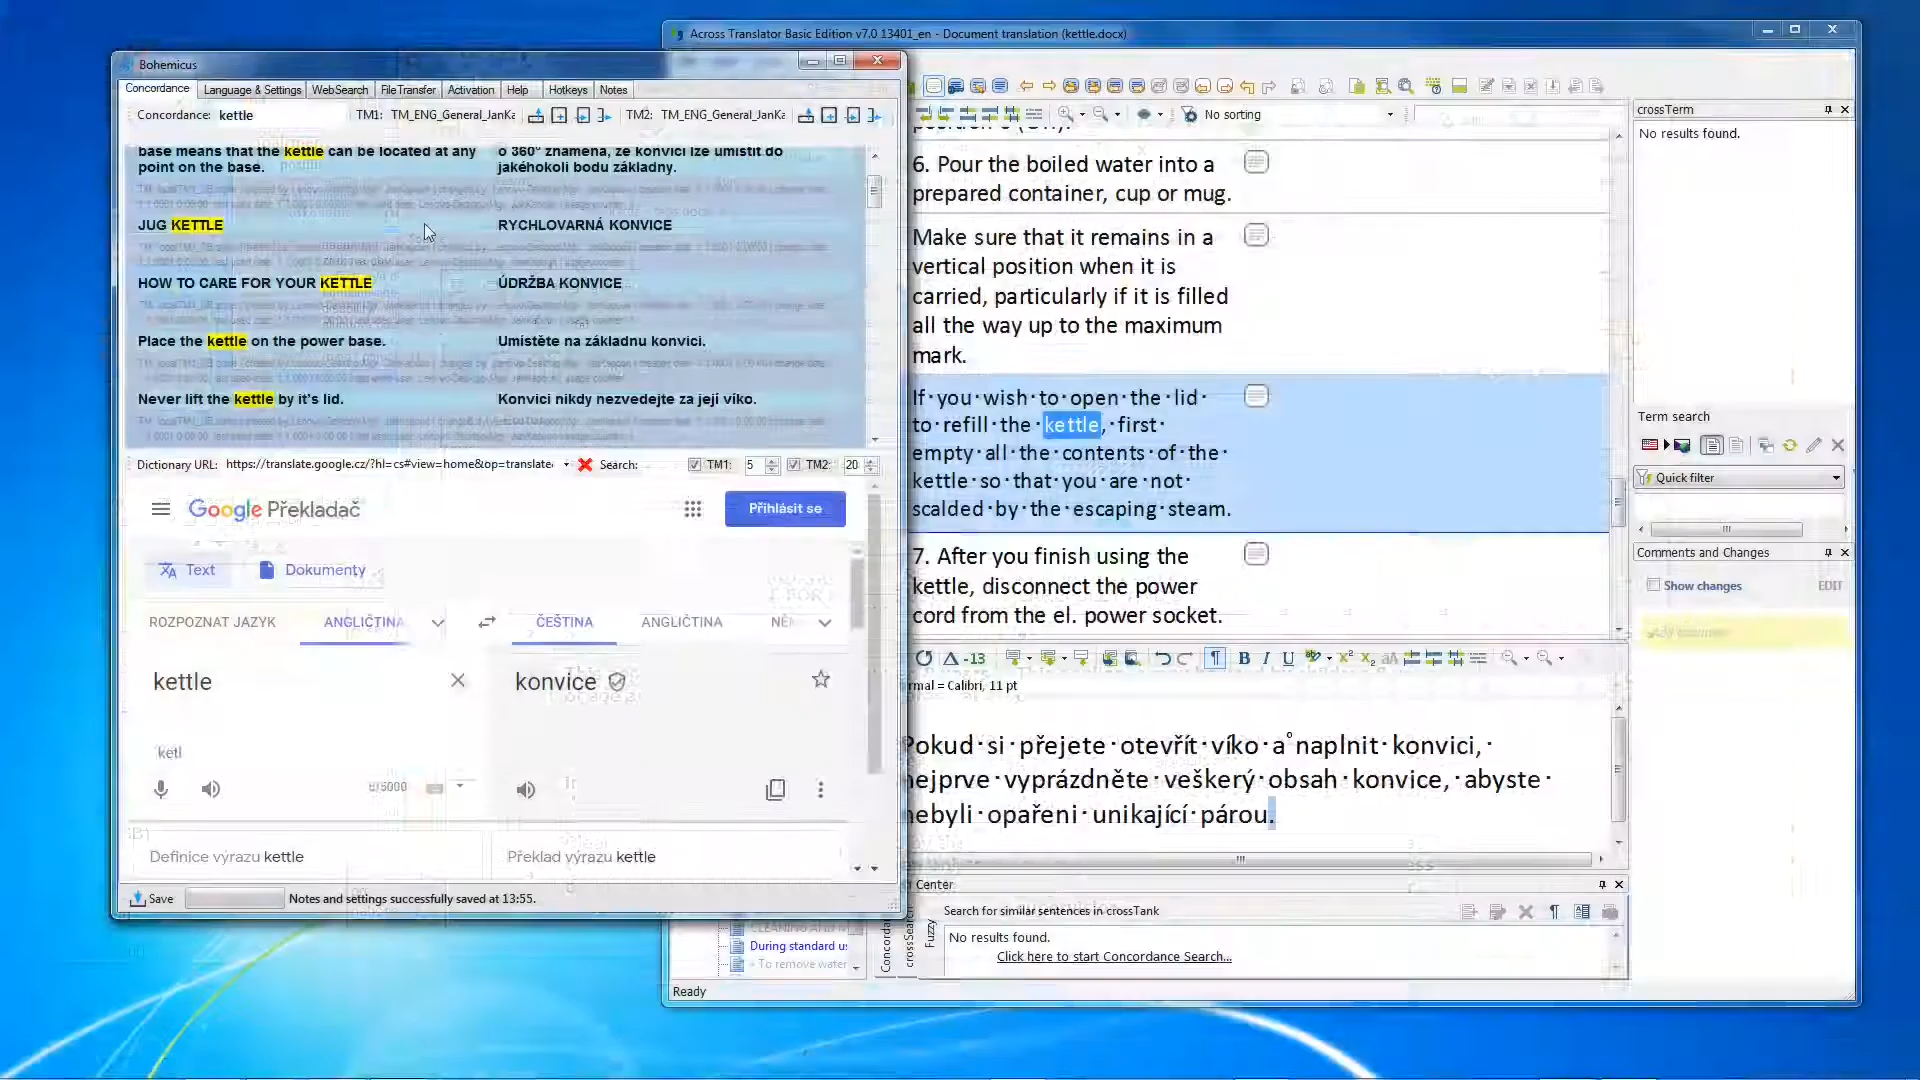 Across Translator Basic Edition v7.0 13401_en - Document translation (kettle.docx)
Bohemicus
Concordance
Language & Settings
WebSearch
FileTransfer
Activation
Help
Hotkeys
Notes
Concordance: kettle
TM1: TM_ENG_General_JanKa
TM2: TM_ENG_General_JanKa
base means that the kettle can be located at any
point on the base.
o 360° znamená, že konvici lze umístit do
jakéhokoli bodu základny.
JUG KETTLE
RYCHLOVARNÁ KONVICE
HOW TO CARE FOR YOUR KETTLE
ÚDRŽBA KONVICE
Place the kettle on the power base.
Umístěte na základnu konvici.
Never lift the kettle by it's lid.
Konvici nikdy nezvedejte za její víko.
Dictionary URL: https://translate.google.cz/?hl=cs#view=home&op=translate
Search:
TM1: 5
TM2: 20
Google Překladač
Přihlásit se
Text
Dokumenty
ROZPOZNAT JAZYK
ANGLIČTINA
ČEŠTINA
ANGLIČTINA
NĚM
kettle
konvice
ketl
6/5000
Definice výrazu kettle
Překlad výrazu kettle
Save
Notes and settings successfully saved at 13:55.
No sorting
6. Pour the boiled water into a
prepared container, cup or mug.
Make sure that it remains in a
vertical position when it is
carried, particularly if it is filled
all the way up to the maximum
mark.
If·you·wish·to·open·the·lid·
to·refill·the·kettle,·first·
empty·all·the·contents·of·the·
kettle·so·that·you·are·not·
scalded·by·the·escaping·steam.
7. After you finish using the
kettle, disconnect the power
cord from the el. power socket.
-13
rmal = Calibri, 11 pt
Pokud·si·přejete·otevřít·víko·a°naplnit·konvici,·
nejprve·vyprázdněte·veškerý·obsah·konvice,·abyste·
nebyli·opařeni·unikající·párou.
Center
Search for similar sentences in crossTank
No results found.
Click here to start Concordance Search...
Concordance
crossSearch
Fuzzy
CLEANING AND
During standard u
- To remove water
Ready
crossTerm
No results found.
Term search
Quick filter
Comments and Changes
Show changes
EDIT